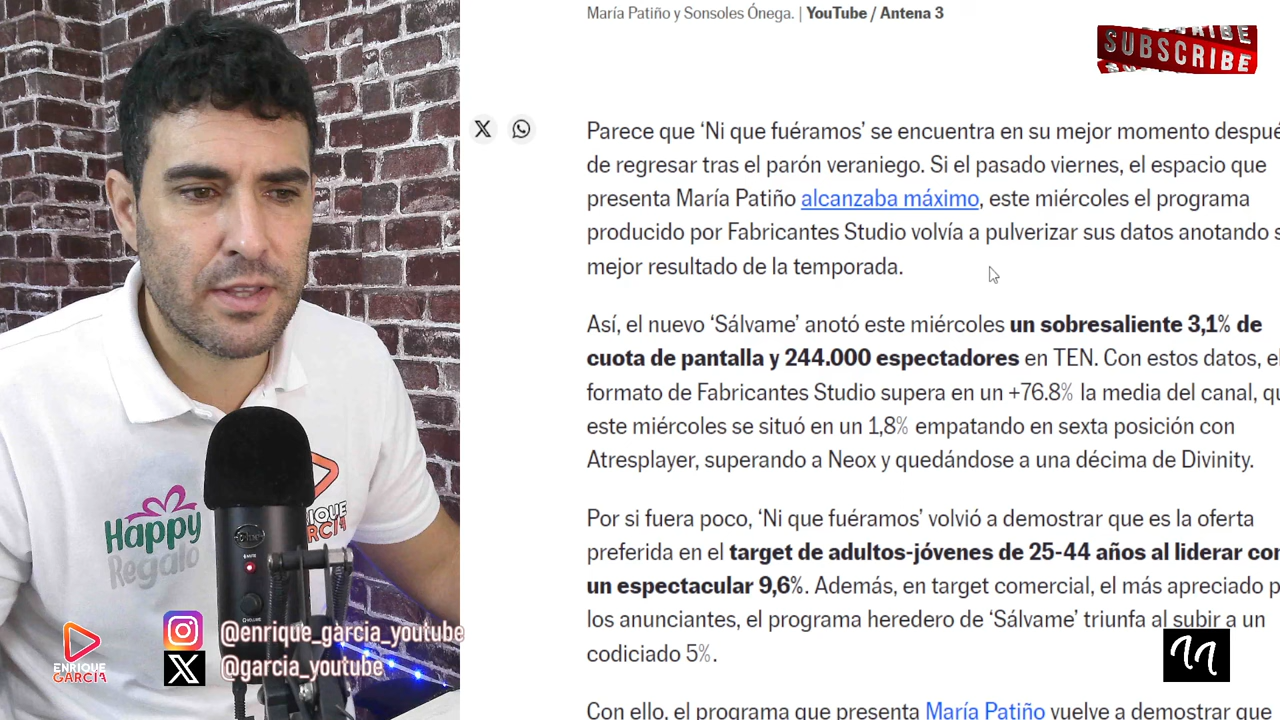 María Patiño y Sonsoles Ónega. | YouTube / Antena 3
SUBSCRIBE
Parece que ‘Ni que fuéramos’ se encuentra en su mejor momento
de regresar tras el parón veraniego. Si el pasado viernes, el espacio que
presenta María Patiño alcanzaba máximo, este miércoles el programa
producido por Fabricantes Studio volvía a pulverizar sus datos anotando
mejor resultado de la temporada.
Así, el nuevo ‘Sálvame’ anotó este miércoles un sobresaliente 3,1% de
cuota de pantalla y 244.000 espectadores en TEN. Con estos datos, el
formato de Fabricantes Studio supera en un +76.8% la media del canal,
este miércoles se situó en un 1,8% empatando en sexta posición con
Atresplayer, superando a Neox y quedándose a una décima de Divinity.
Por si fuera poco, ‘Ni que fuéramos’ volvió a demostrar que es la oferta
preferida en el target de adultos-jóvenes de 25-44 años al liderar con
un espectacular 9,6%. Además, en target comercial, el más apreciado
los anunciantes, el programa heredero de ‘Sálvame’ triunfa al subir a un
codiciado 5%.
Con ello, el programa que presenta María Patiño vuelve a demostrar que
Happy
Regalo
@enrique_garcia_youtube
@garcia_youtube
ENRIQUE
GARCIA